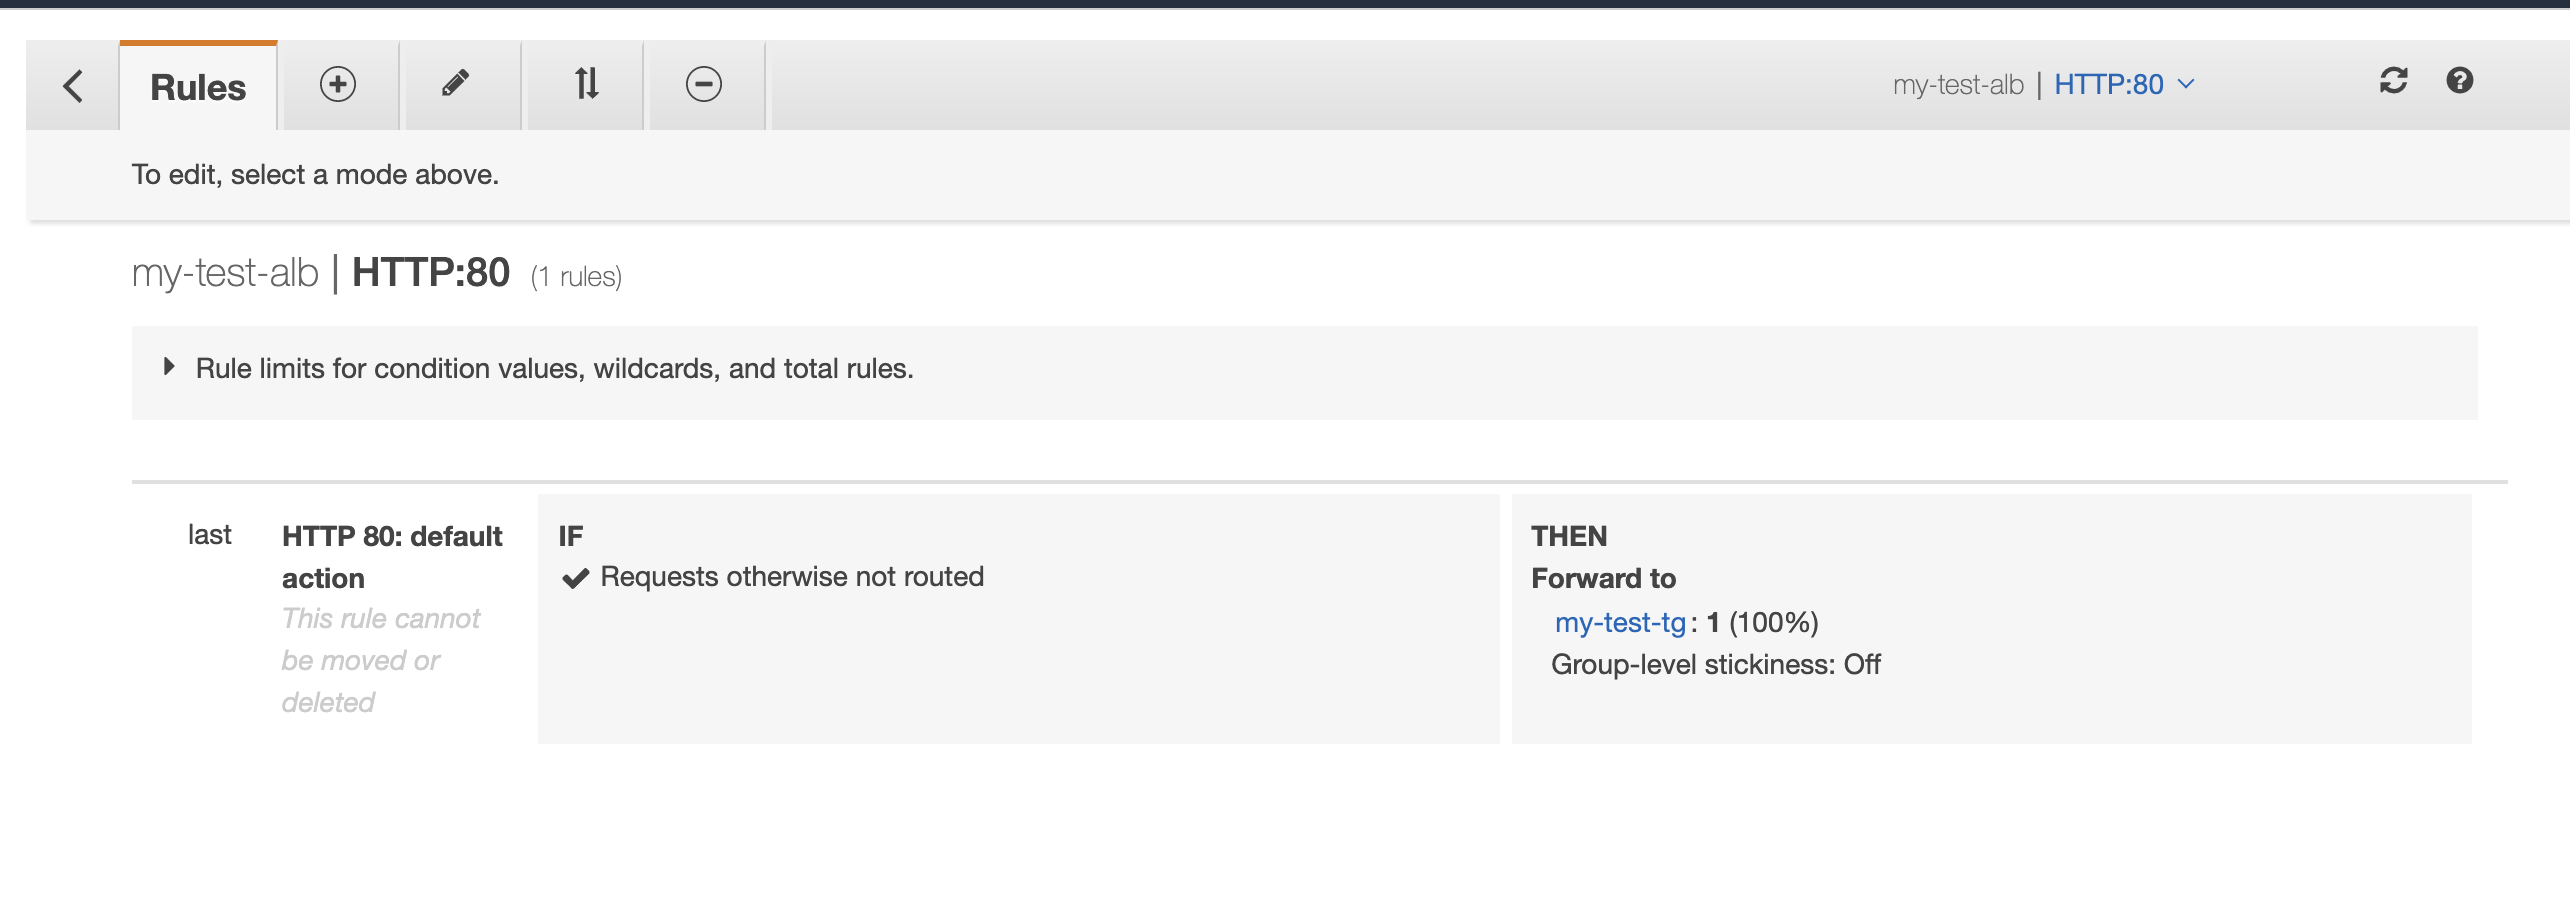 Rules
my-test-alb | HTTP:80
To edit, select a mode above.
my-test-alb | HTTP:80 (1 rules)
Rule limits for condition values, wildcards, and total rules.
last
HTTP 80: default
action
This rule cannot
be moved or
deleted
IF
Requests otherwise not routed
THEN
Forward to
my-test-tg: 1 (100%)
Group-level stickiness: Off